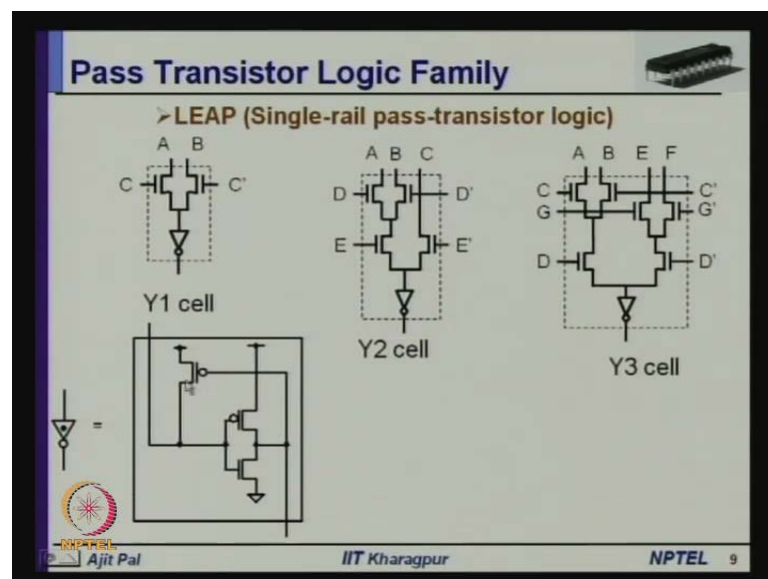 Pass Transistor Logic Family
➢LEAP (Single-rail pass-transistor logic)
A B
C C'
Y1 cell
A B C
D D'
E E'
Y2 cell
A B E F
C C'
G G'
D D'
Y3 cell
=
NPTEL
Ajit Pal IIT Kharagpur NPTEL 9